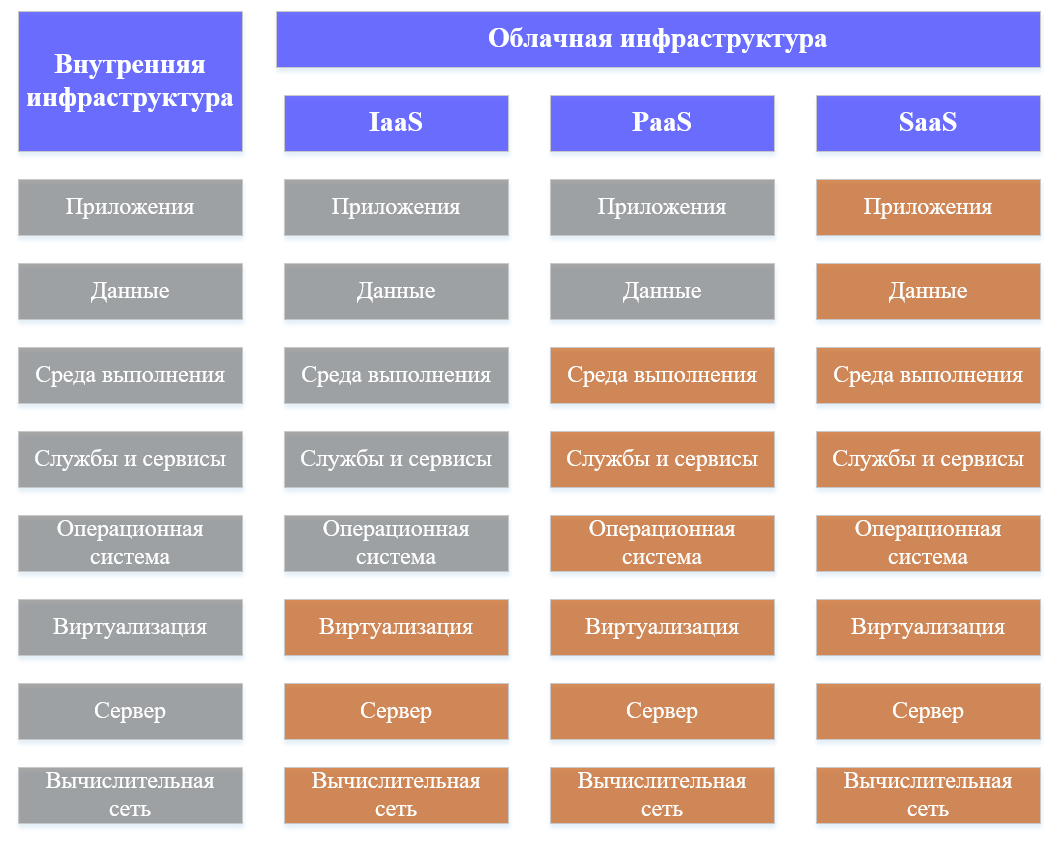 Внутренняя
инфраструктура
Облачная инфраструктура
IaaS
PaaS
SaaS
Приложения
Приложения
Приложения
Приложения
Данные
Данные
Данные
Данные
Среда выполнения
Среда выполнения
Среда выполнения
Среда выполнения
Службы и сервисы
Службы и сервисы
Службы и сервисы
Службы и сервисы
Операционная
система
Операционная
система
Операционная
система
Операционная
система
Виртуализация
Виртуализация
Виртуализация
Виртуализация
Сервер
Сервер
Сервер
Сервер
Вычислительная
сеть
Вычислительная
сеть
Вычислительная
сеть
Вычислительная
сеть